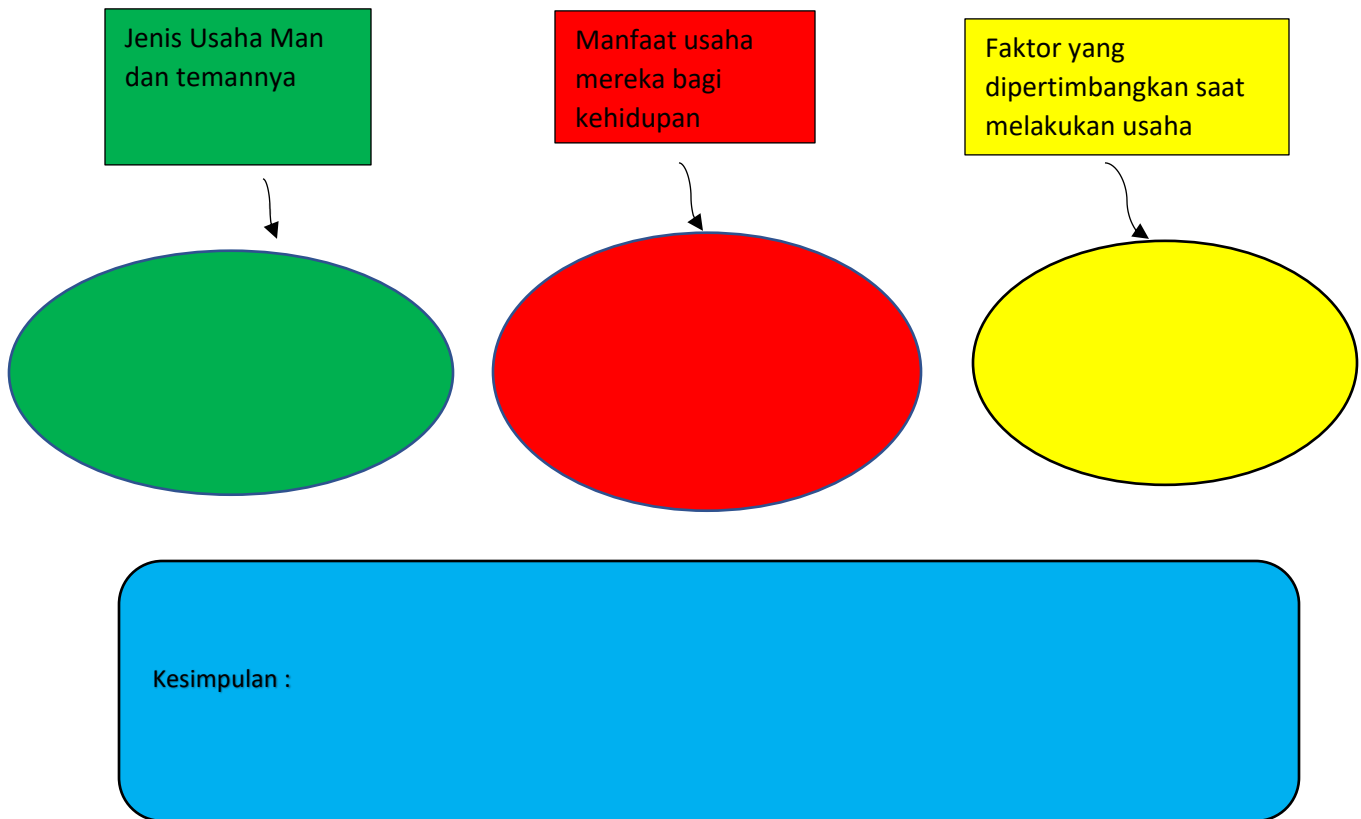 Jenis Usaha Man
dan temannya
Manfaat usaha
mereka bagi
kehidupan
Faktor yang
dipertimbangkan saat
melakukan usaha
Kesimpulan :